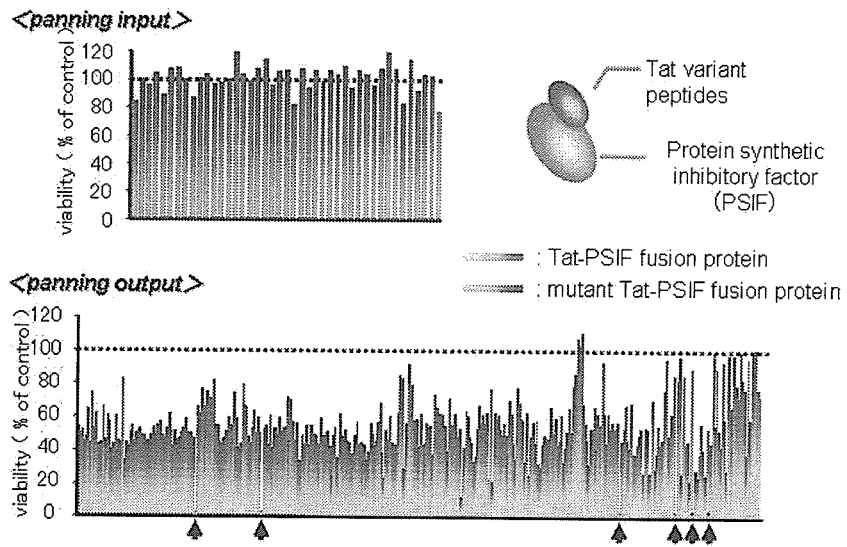 <panning input>
viability ( % of control)
120
100
80
60
40
20
0
Tat variant
peptides
Protein synthetic
inhibitory factor
(PSIF)
: Tat-PSIF fusion protein
: mutant Tat-PSIF fusion protein
<panning output>
viability ( % of control)
120
100
80
60
40
20
0